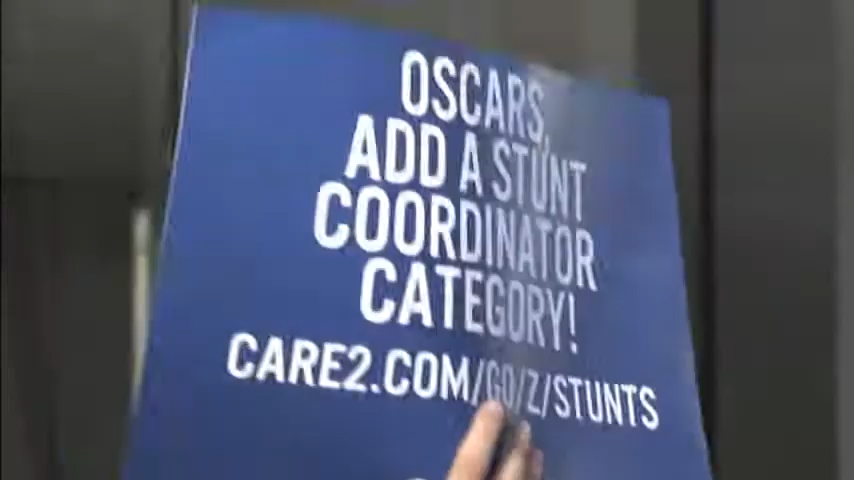 OSCARS,
ADD A STUNT
COORDINATOR
CATEGORY!
CARE2.COM/GO/Z/STUNTS